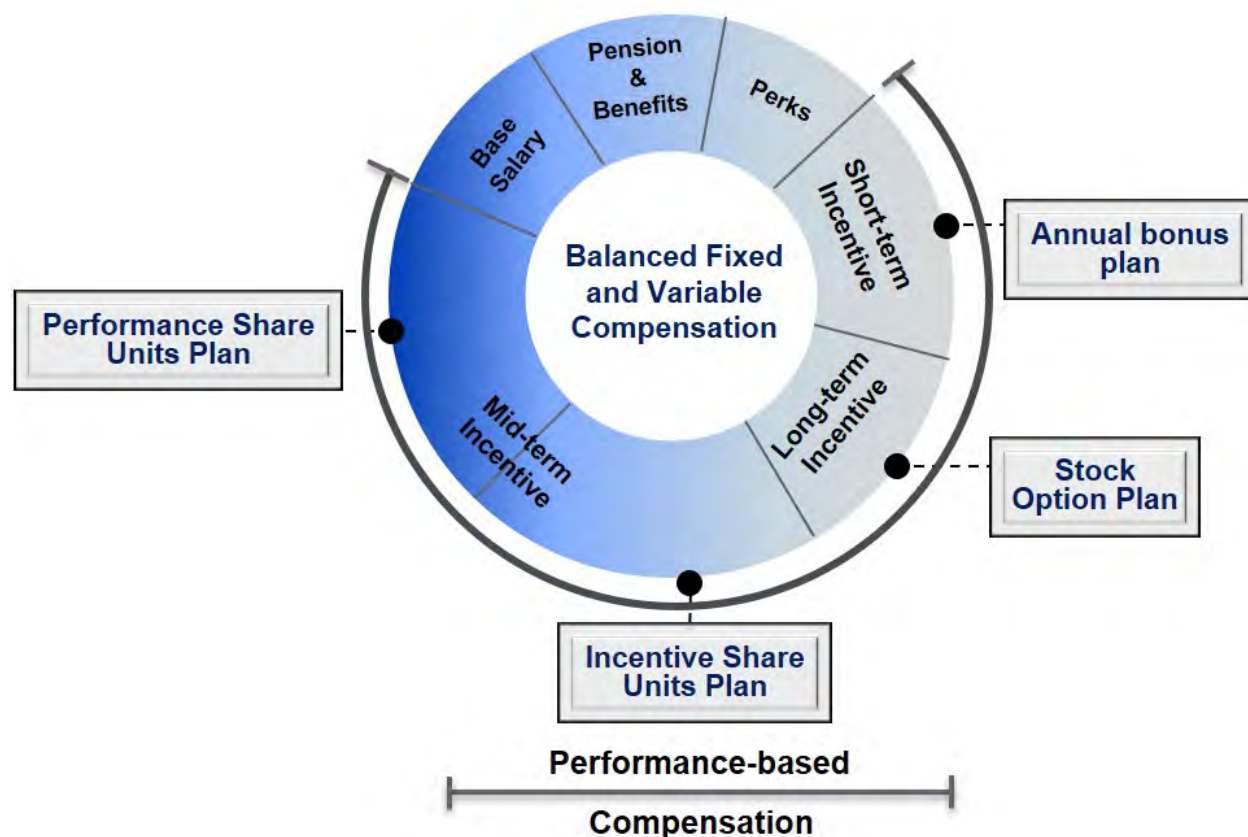 Pension
&
Benefits
Perks
Base
Salary
Short-term
Incentive
Annual bonus
plan
Balanced Fixed
and Variable
Compensation
Performance Share
Units Plan
Mid-term
Incentive
Long-term
Incentive
Stock
Option Plan
Incentive Share
Units Plan
Performance-based
Compensation